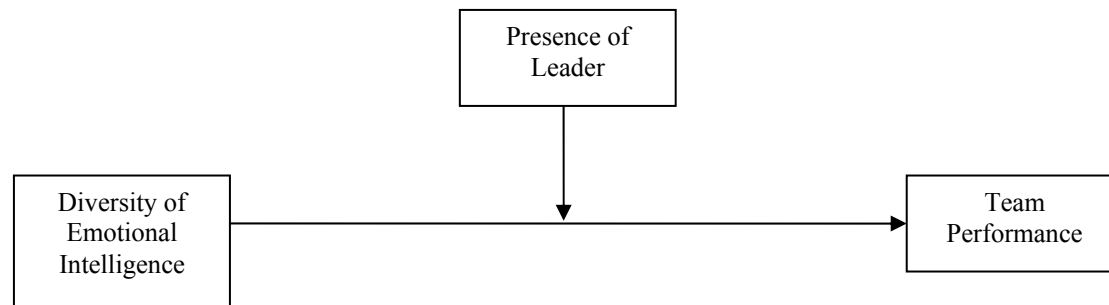 Presence of
Leader
Diversity of
Emotional
Intelligence
Team
Performance